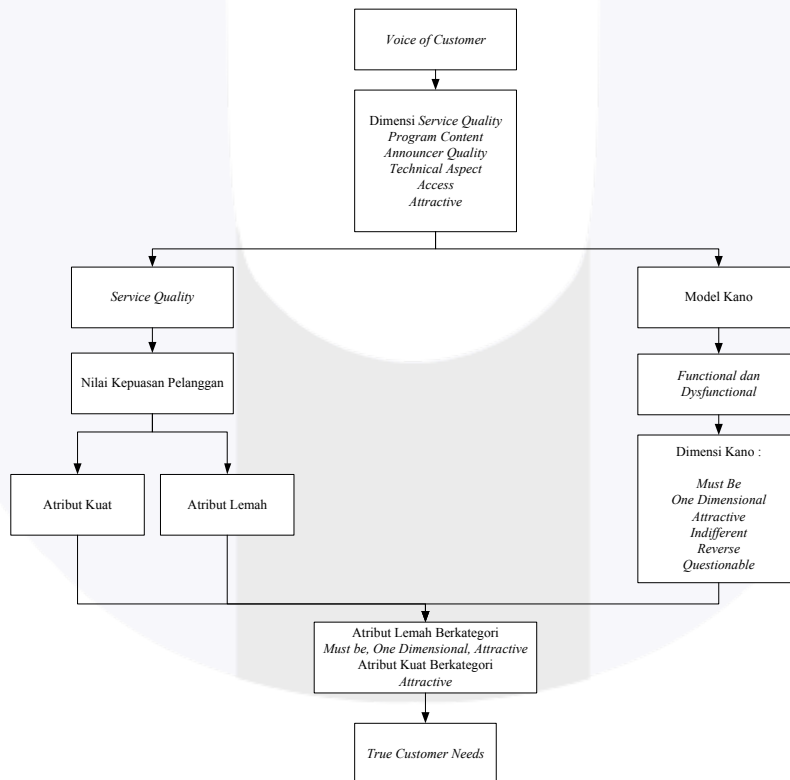 Voice of Customer
Dimensi Service Quality
Program Content
Announcer Quality
Technical Aspect
Access
Attractive
Service Quality
Model Kano
Nilai Kepuasan Pelanggan
Functional dan
Dysfunctional
Atribut Kuat
Atribut Lemah
Dimensi Kano :
Must Be
One Dimensional
Attractive
Indifferent
Reverse
Questionable
Atribut Lemah Berkategori
Must be, One Dimensional, Attractive
Atribut Kuat Berkategori
Attractive
True Customer Needs